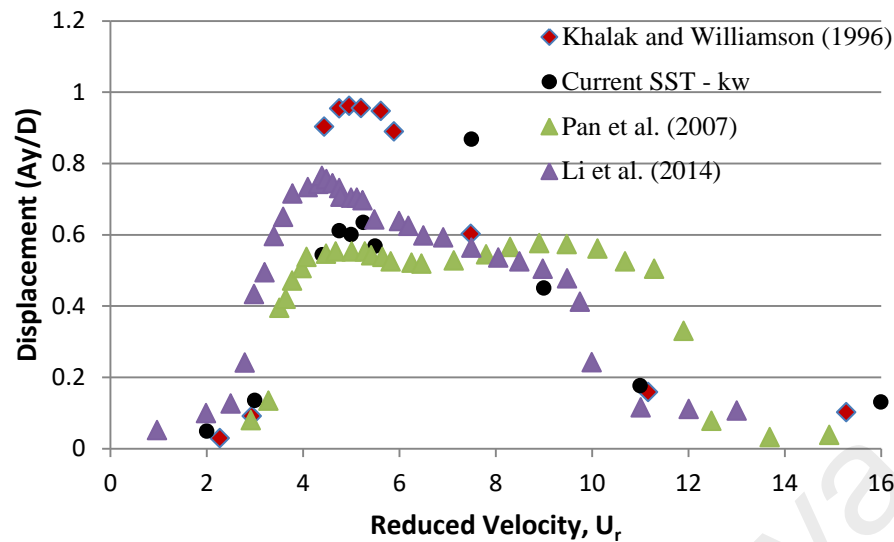 1.2
1
0.8
0.6
0.4
0.2
0
Displacement (Ay/D)
Khalak and Williamson (1996)
Current SST - kw
Pan et al. (2007)
Li et al. (2014)
0 2 4 6 8 10 12 14 16
Reduced Velocity, Uᵣ